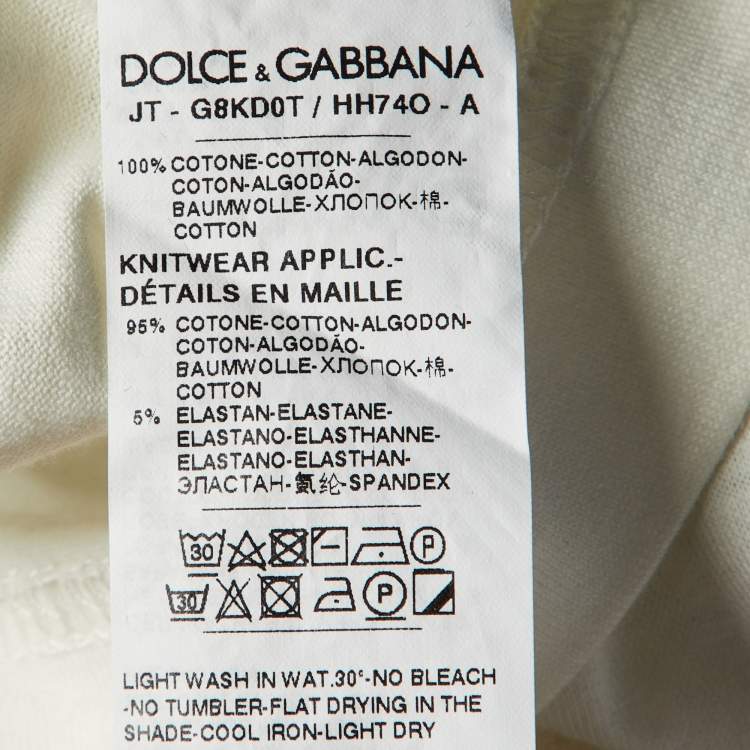 DOLCE & GABBANA
JT - G8KD0T / HH74O - A
100% COTONE-COTTON-ALGODON-
COTON-ALGODÃO-
BAUMWOLLE-ХЛОПОК-棉-
COTTON
KNITWEAR APPLIC.-
DÉTAILS EN MAILLE
95% COTONE-COTTON-ALGODON-
COTON-ALGODÃO-
BAUMWOLLE-ХЛОПОК-棉-
COTTON
5% ELASTAN-ELASTANE-
ELASTANO-ELASTHANNE-
ELASTANO-ELASTHAN-
ЭЛАСТАН-氨纶-SPANDEX
30 P
30 P
LIGHT WASH IN WAT.30°-NO BLEACH
-NO TUMBLER-FLAT DRYING IN THE
SHADE-COOL IRON-LIGHT DRY